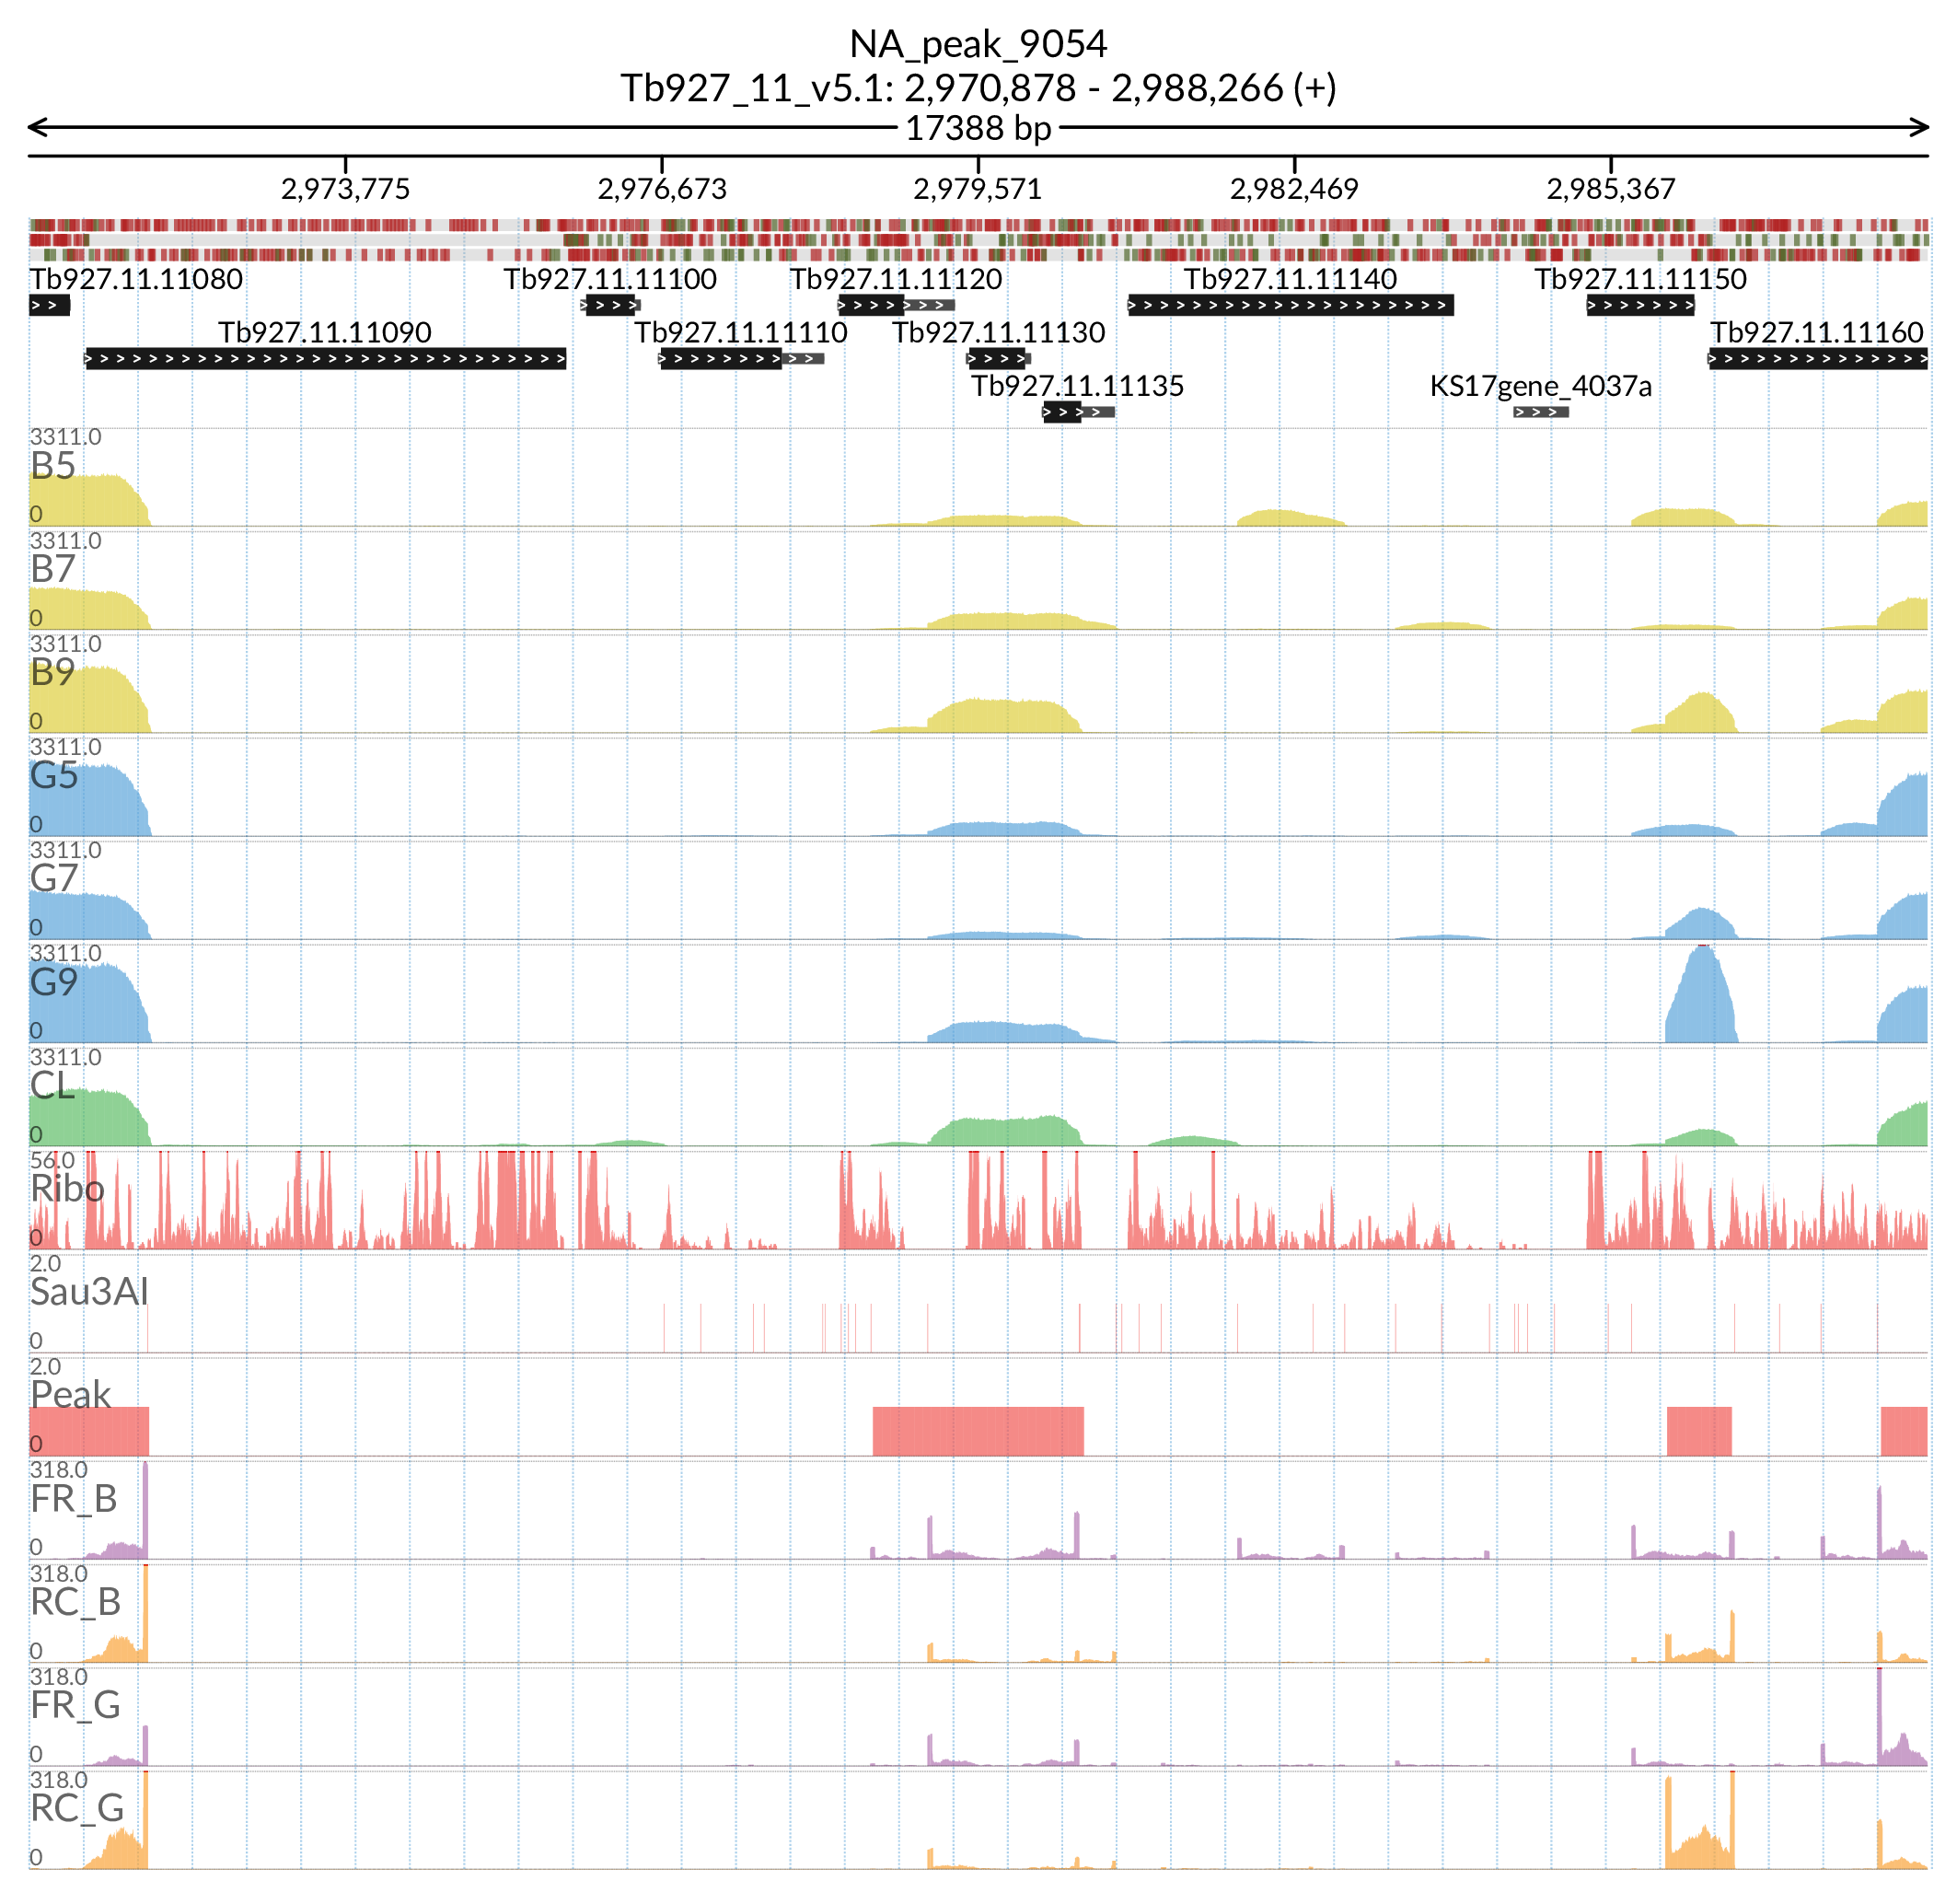 NA_peak_9054
Tb927_11_v5.1: 2,970,878 - 2,988,266 (+)
17388 bp
2,973,775 2,976,673 2,979,571 2,982,469 2,985,367
Tb927.11.11080 Tb927.11.11100 Tb927.11.11120 Tb927.11.11140 Tb927.11.11150
Tb927.11.11090 Tb927.11.11110 Tb927.11.11130 Tb927.11.11160
Tb927.11.11135 KS17gene_4037a
3311.0
B5
0
3311.0
B7
0
3311.0
B9
0
3311.0
G5
0
3311.0
G7
0
3311.0
G9
0
3311.0
CL
0
56.0
Ribo
0
2.0
Sau3AI
0
2.0
Peak
0
318.0
FR_B
0
318.0
RC_B
0
318.0
FR_G
0
318.0
RC_G
0